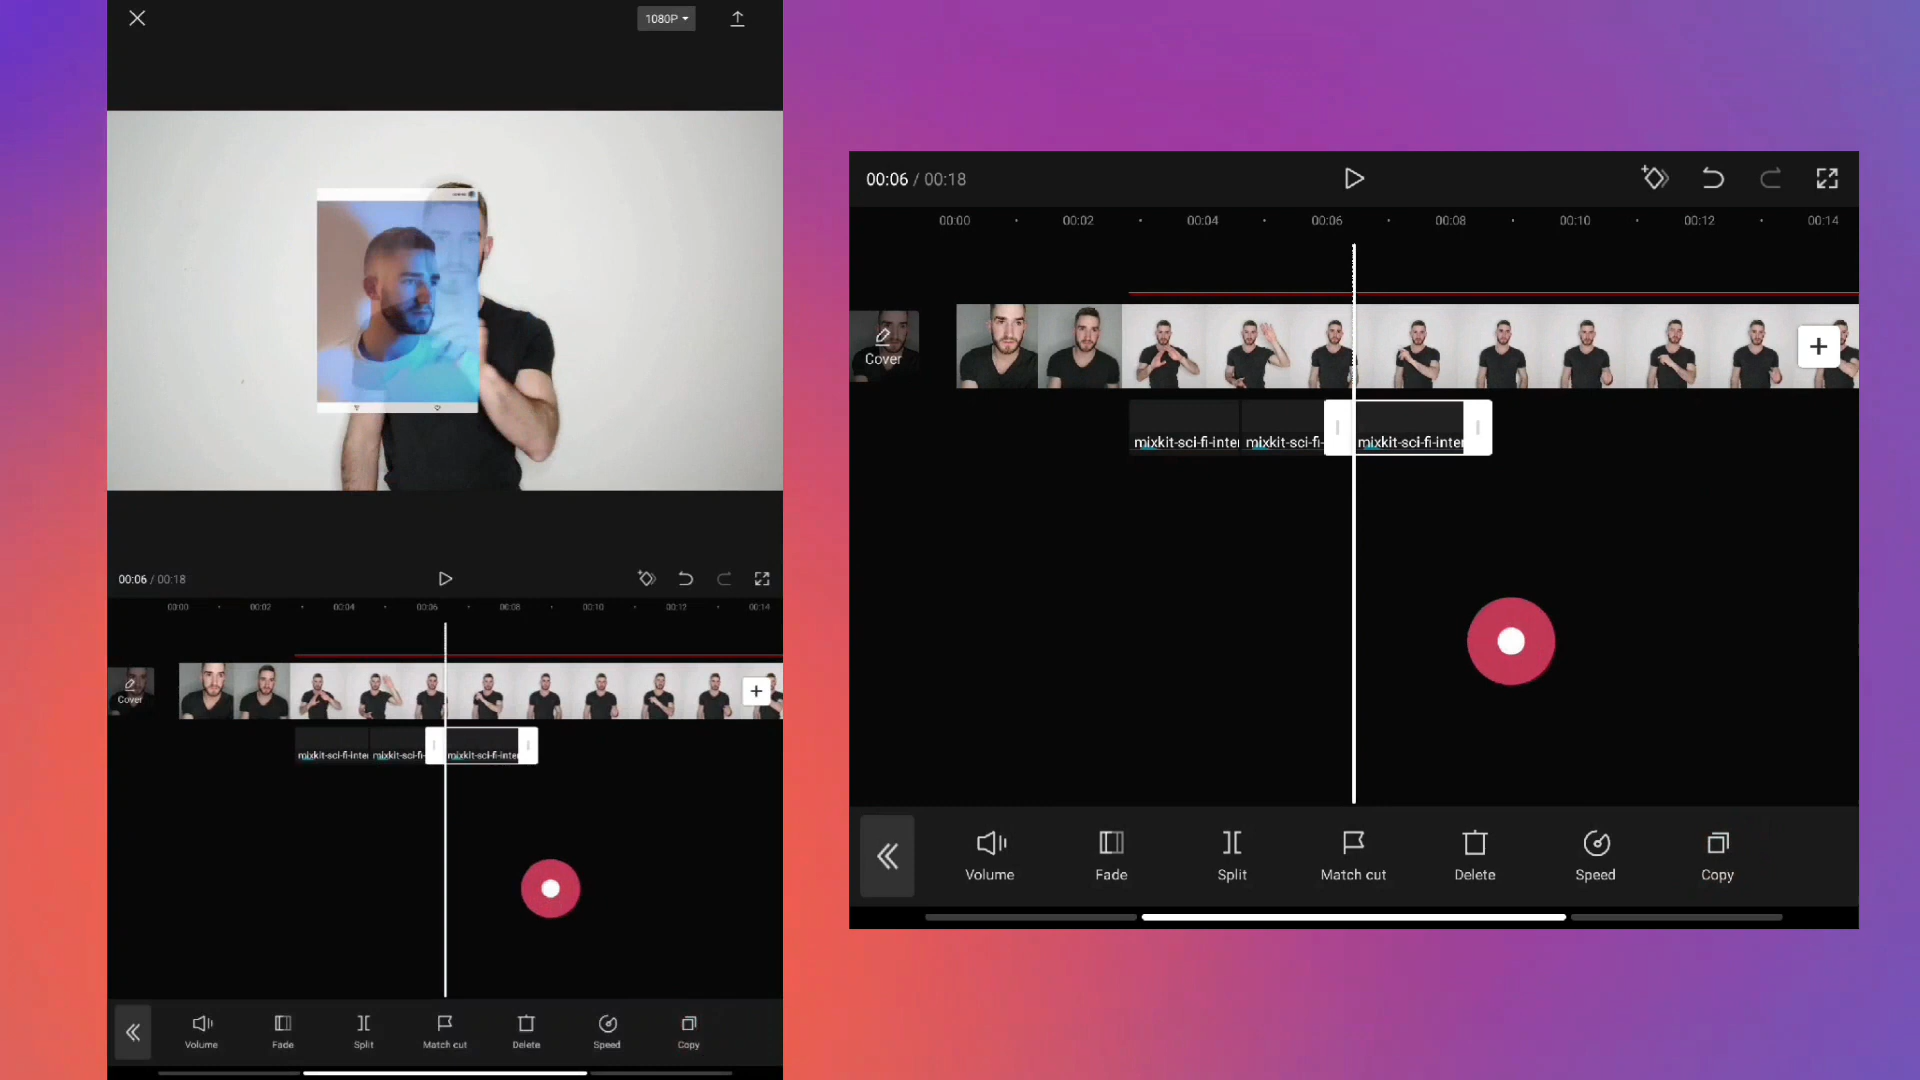 1080P
00:06 / 00:18
00:00 00:02 00:04 00:06 00:08 00:10 00:12 00:14
Cover
mixkit-sci-fi-inter mixkit-sci-fi- mixkit-sci-fi-inter
Volume Fade Split Match cut Delete Speed Copy
00:06 / 00:18
00:00 00:02 00:04 00:06 00:08 00:10 00:12 00:14
Cover
mixkit-sci-fi-inter mixkit-sci-fi- mixkit-sci-fi-inter
Volume Fade Split Match cut Delete Speed Copy